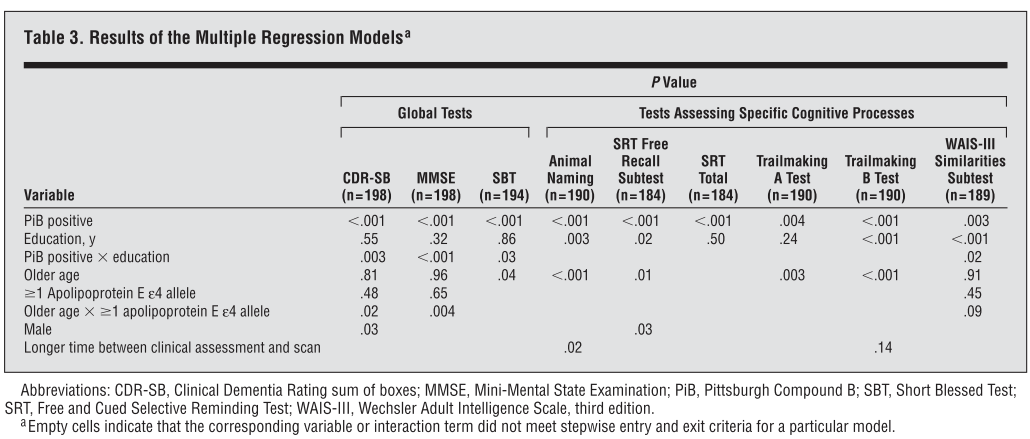 Table 3. Results of the Multiple Regression Models a
P Value
Global Tests Tests Assessing Specific Cognitive Processes
Variable CDR-SB (n=198) MMSE (n=198) SBT (n=194) Animal Naming (n=190) SRT Free Recall Subtest (n=184) SRT Total (n=184) Trailmaking A Test (n=190) Trailmaking B Test (n=190) WAIS-III Similarities Subtest (n=189)
PiB positive <.001 <.001 <.001 <.001 <.001 <.001 .004 <.001 .003
Education, y .55 .32 .86 .003 .02 .50 .24 <.001 <.001
PiB positive × education .003 <.001 .03 .02
Older age .81 .96 .04 <.001 .01 .003 <.001 .91
≥1 Apolipoprotein E ε4 allele .48 .65 .45
Older age × ≥1 apolipoprotein E ε4 allele .02 .004 .09
Male .03 .03
Longer time between clinical assessment and scan .02 .14
Abbreviations: CDR-SB, Clinical Dementia Rating sum of boxes; MMSE, Mini-Mental State Examination; PiB, Pittsburgh Compound B; SBT, Short Blessed Test;
SRT, Free and Cued Selective Reminding Test; WAIS-III, Wechsler Adult Intelligence Scale, third edition.
a Empty cells indicate that the corresponding variable or interaction term did not meet stepwise entry and exit criteria for a particular model.